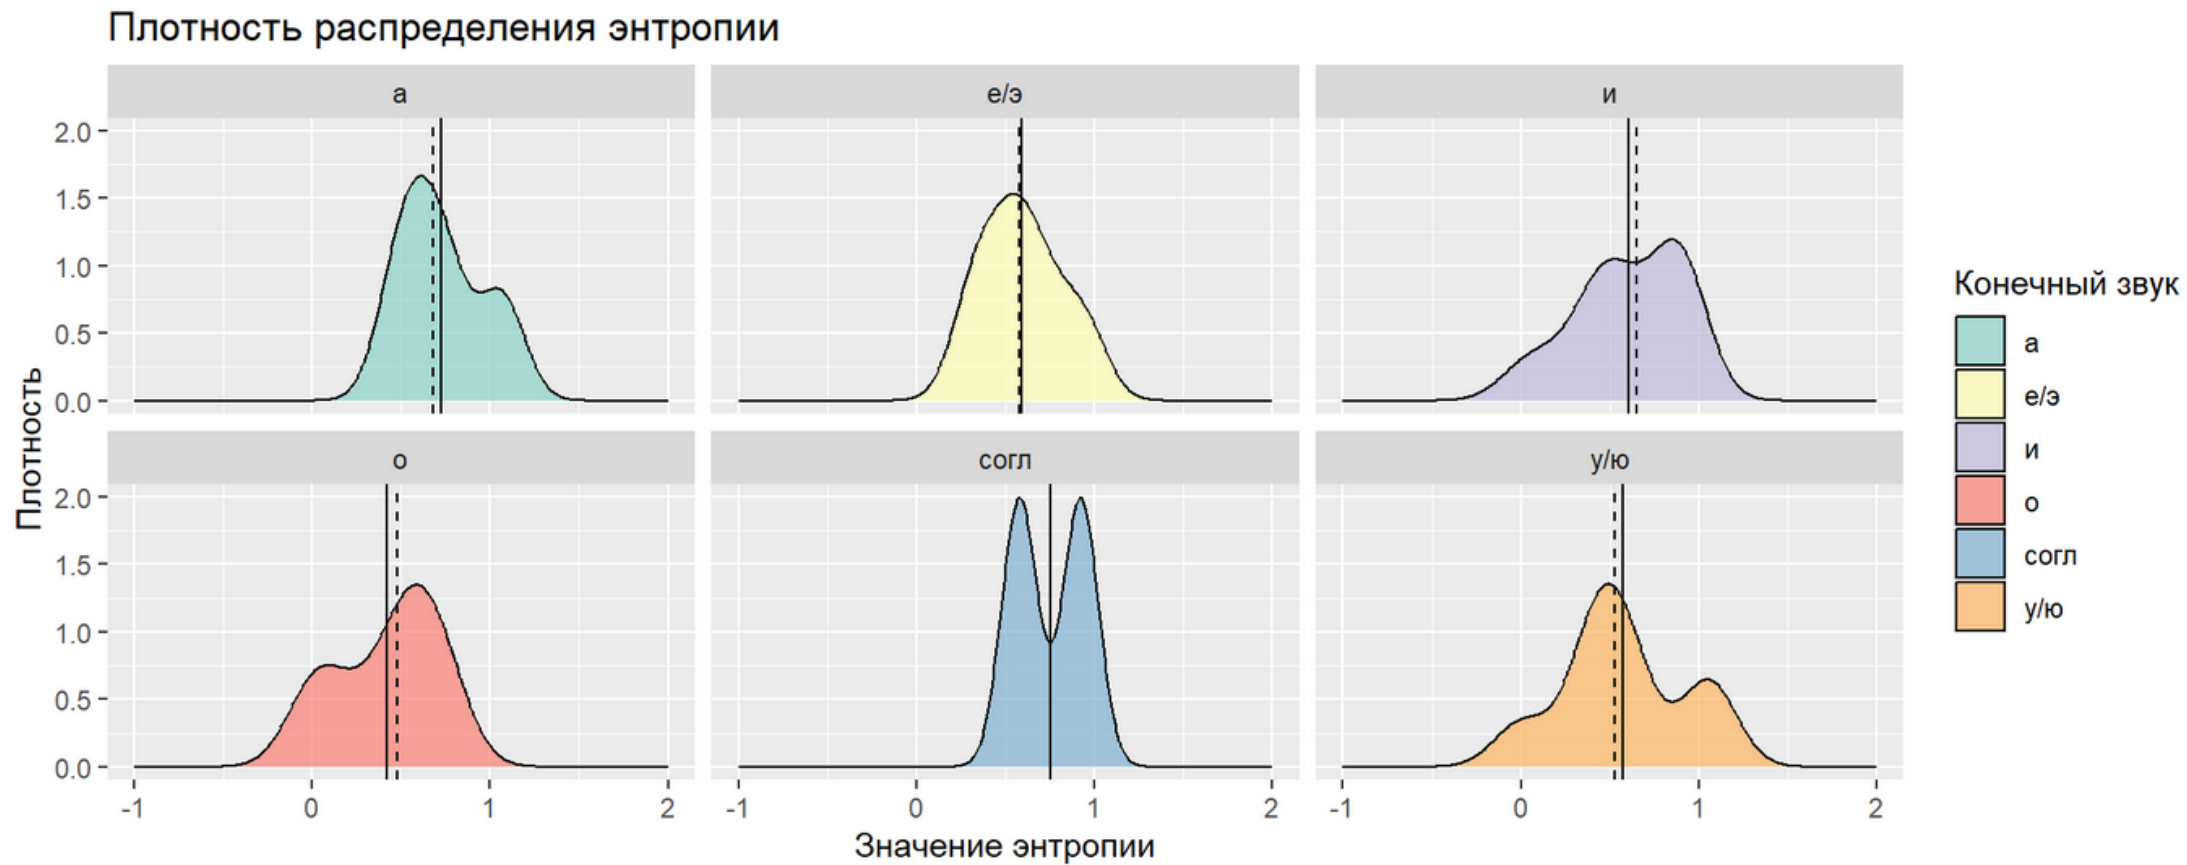 Плотность распределения энтропии
а
е/э
и
2.0
1.5
1.0
0.5
0.0
о
согл
у/ю
2.0
1.5
1.0
0.5
0.0
-1
0
1
2
-1
0
1
2
-1
0
1
2
Плотность
Значение энтропии
Конечный звук
а
е/э
и
о
согл
у/ю